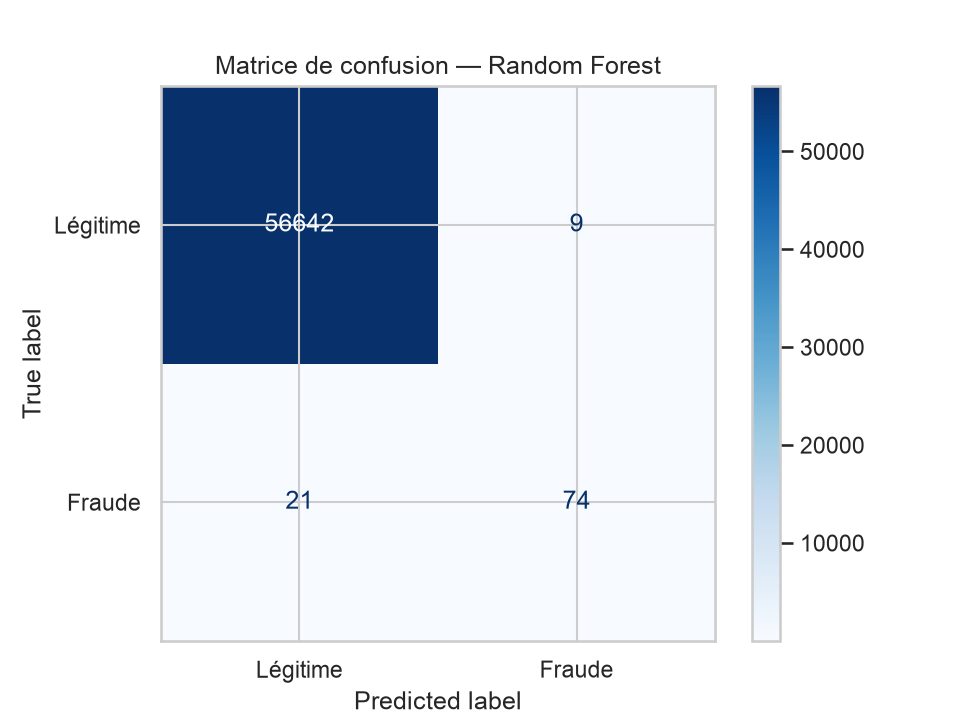 Matrice de confusion — Random Forest
Légitime
56642
9
Fraude
21
74
Légitime
Fraude
Predicted label
True label
50000
40000
30000
20000
10000